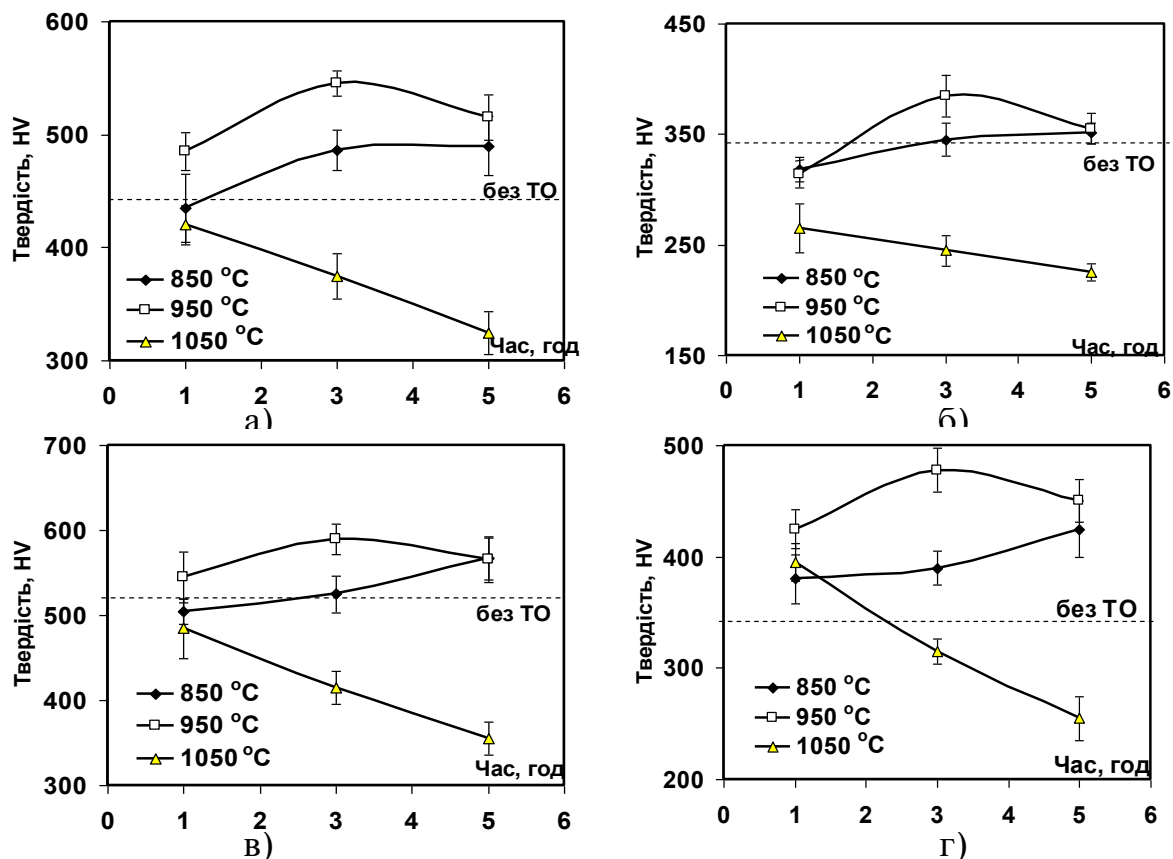 600
500
400
300
Твердість, HV
без ТО
850 °C
950 °C
1050 °C
Час, год
0 1 2 3 4 5 6
а)
450
350
250
150
Твердість, HV
без ТО
850 °C
950 °C
1050 °C
Час, год
0 1 2 3 4 5 6
б)
700
600
500
400
300
Твердість, HV
без ТО
850 °C
950 °C
1050 °C
Час, год
0 1 2 3 4 5 6
в)
500
400
300
200
Твердість, HV
без ТО
850 °C
950 °C
1050 °C
Час, год
0 1 2 3 4 5 6
г)